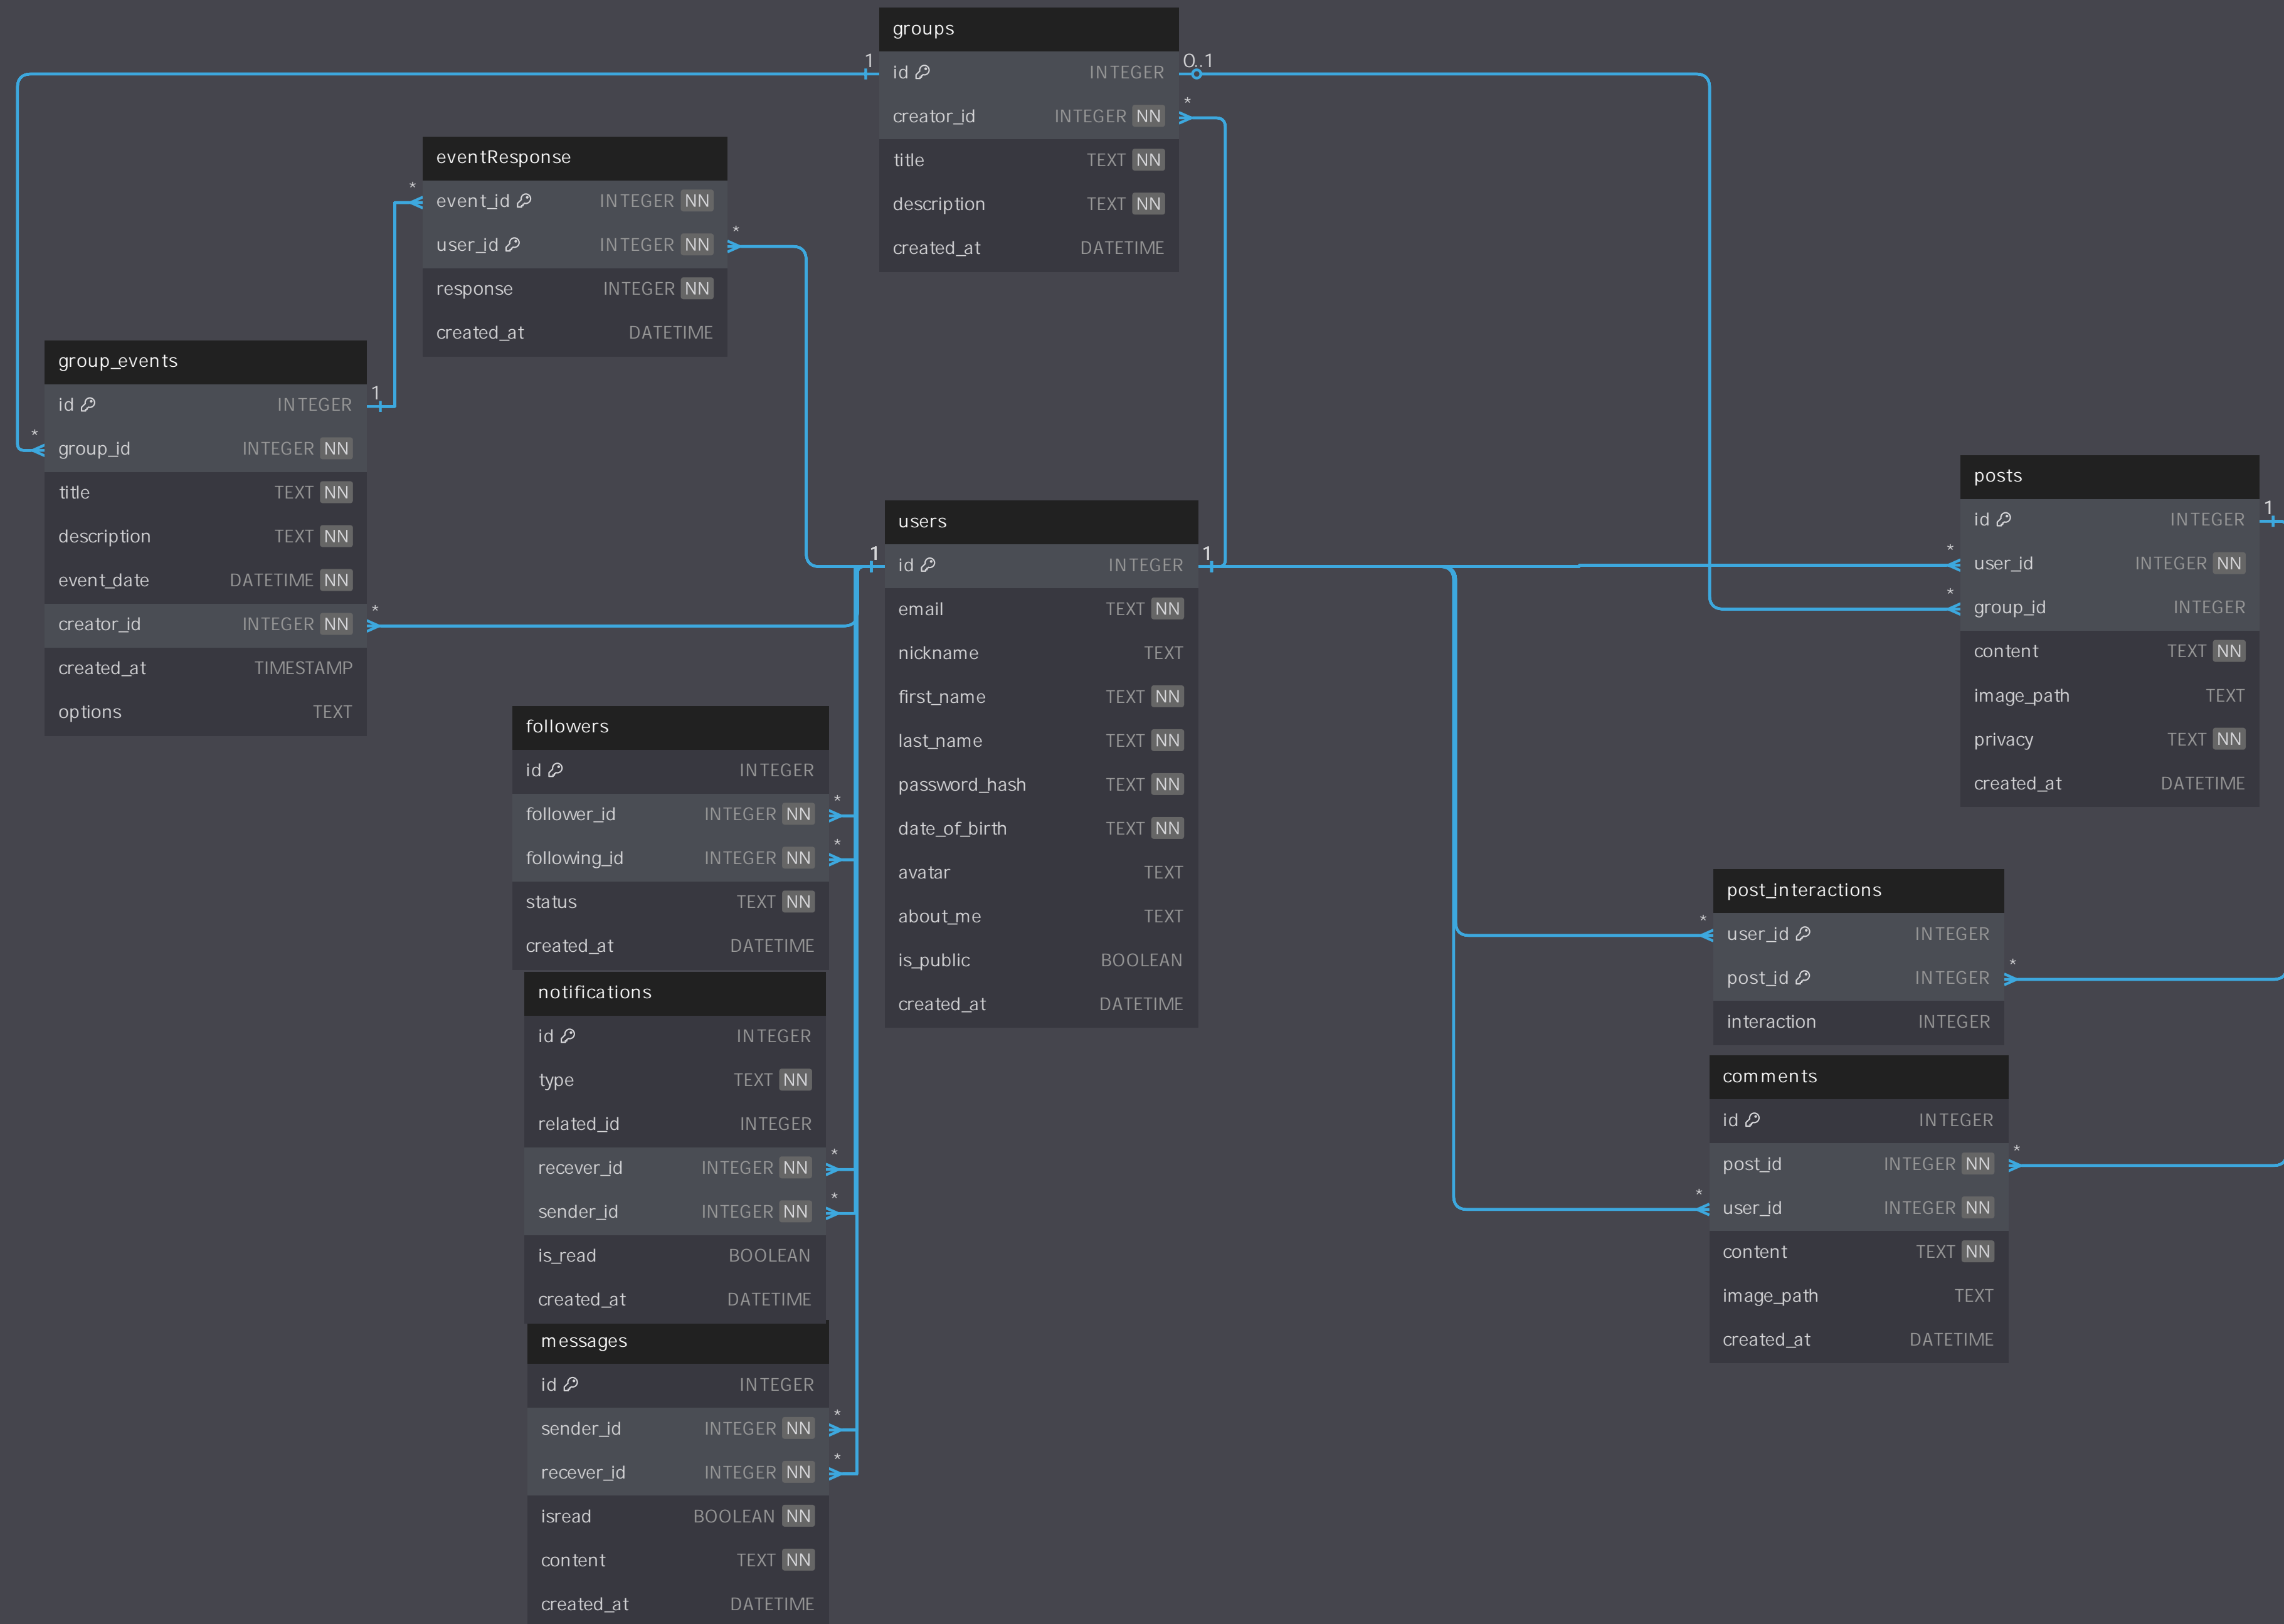 groups
1 id INTEGER 0..1
creator_id INTEGER NN *
title TEXT NN
description TEXT NN
created_at DATETIME
eventResponse
* event_id INTEGER NN
user_id INTEGER NN *
response INTEGER NN
created_at DATETIME
group_events
id INTEGER 1
* group_id INTEGER NN
title TEXT NN
description TEXT NN
event_date DATETIME NN
creator_id INTEGER NN *
created_at TIMESTAMP
options TEXT
users
1 id INTEGER 1
email TEXT NN
nickname TEXT
first_name TEXT NN
last_name TEXT NN
password_hash TEXT NN
date_of_birth TEXT NN
avatar TEXT
about_me TEXT
is_public BOOLEAN
created_at DATETIME
followers
id INTEGER
follower_id INTEGER NN *
following_id INTEGER NN *
status TEXT NN
created_at DATETIME
notifications
id INTEGER
type TEXT NN
related_id INTEGER
recever_id INTEGER NN *
sender_id INTEGER NN *
is_read BOOLEAN
created_at DATETIME
messages
id INTEGER
sender_id INTEGER NN *
recever_id INTEGER NN *
isread BOOLEAN NN
content TEXT NN
created_at DATETIME
posts
id INTEGER 1
* user_id INTEGER NN
* group_id INTEGER
content TEXT NN
image_path TEXT
privacy TEXT NN
created_at DATETIME
post_interactions
* user_id INTEGER
post_id INTEGER *
interaction INTEGER
comments
id INTEGER
post_id INTEGER NN *
* user_id INTEGER NN
content TEXT NN
image_path TEXT
created_at DATETIME